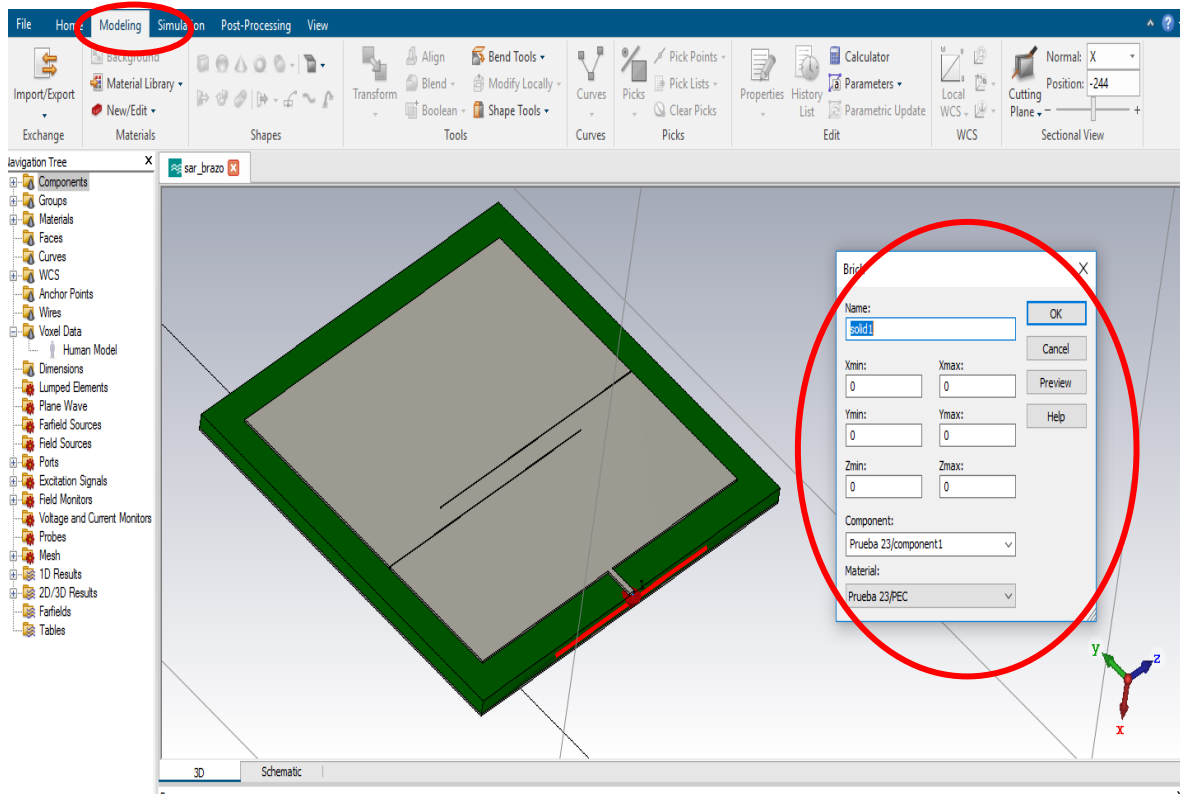 File Home Modeling Simulation Post-Processing View
Import/Export
Exchange
Background
Material Library
New/Edit
Materials
Shapes
Transform
Align
Blend
Boolean
Bend Tools
Modify Locally
Shape Tools
Tools
Curves
Curves
Picks
Pick Points
Pick Lists
Clear Picks
Picks
Properties
History
List
Calculator
Parameters
Parametric Update
Edit
Local
WCS
WCS
Cutting
Plane
Normal: X
Position: -244
Sectional View
Navigation Tree X
sar_brazo
Components
Groups
Materials
Faces
Curves
WCS
Anchor Points
Wires
Voxel Data
Human Model
Dimensions
Lumped Elements
Plane Wave
Farfield Sources
Field Sources
Ports
Excitation Signals
Field Monitors
Voltage and Current Monitors
Probes
Mesh
1D Results
2D/3D Results
Farfields
Tables
1
Brick
Name:
solid1
OK
Cancel
Preview
Help
Xmin: Xmax:
0 0
Ymin: Ymax:
0 0
Zmin: Zmax:
0 0
Component:
Prueba 23/component1
Material:
Prueba 23/PEC
y
z
x
3D Schematic